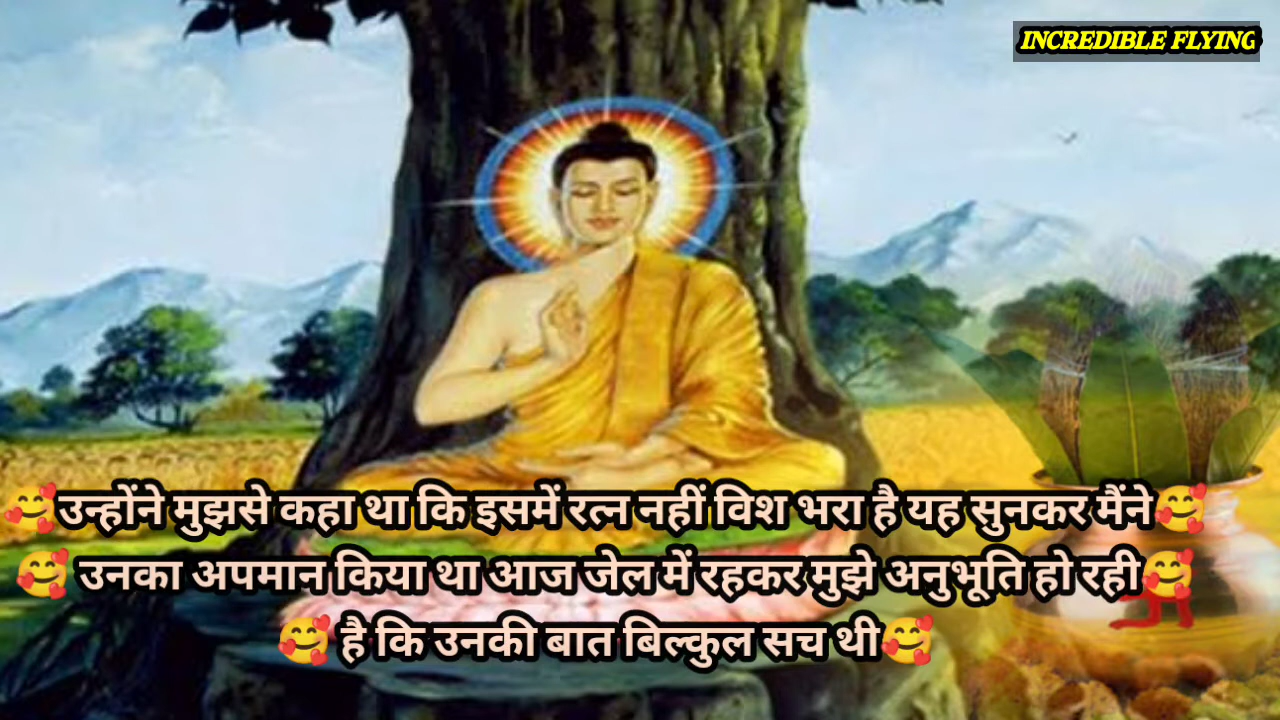 INCREDIBLE FLYING
🥰उन्होंने मुझसे कहा था कि इसमें रत्न नहीं विश भरा है यह सुनकर मैंने🥰
🥰 उनका अपमान किया था आज जेल में रहकर मुझे अनुभूति हो रही🥰
🥰 है कि उनकी बात बिल्कुल सच थी🥰